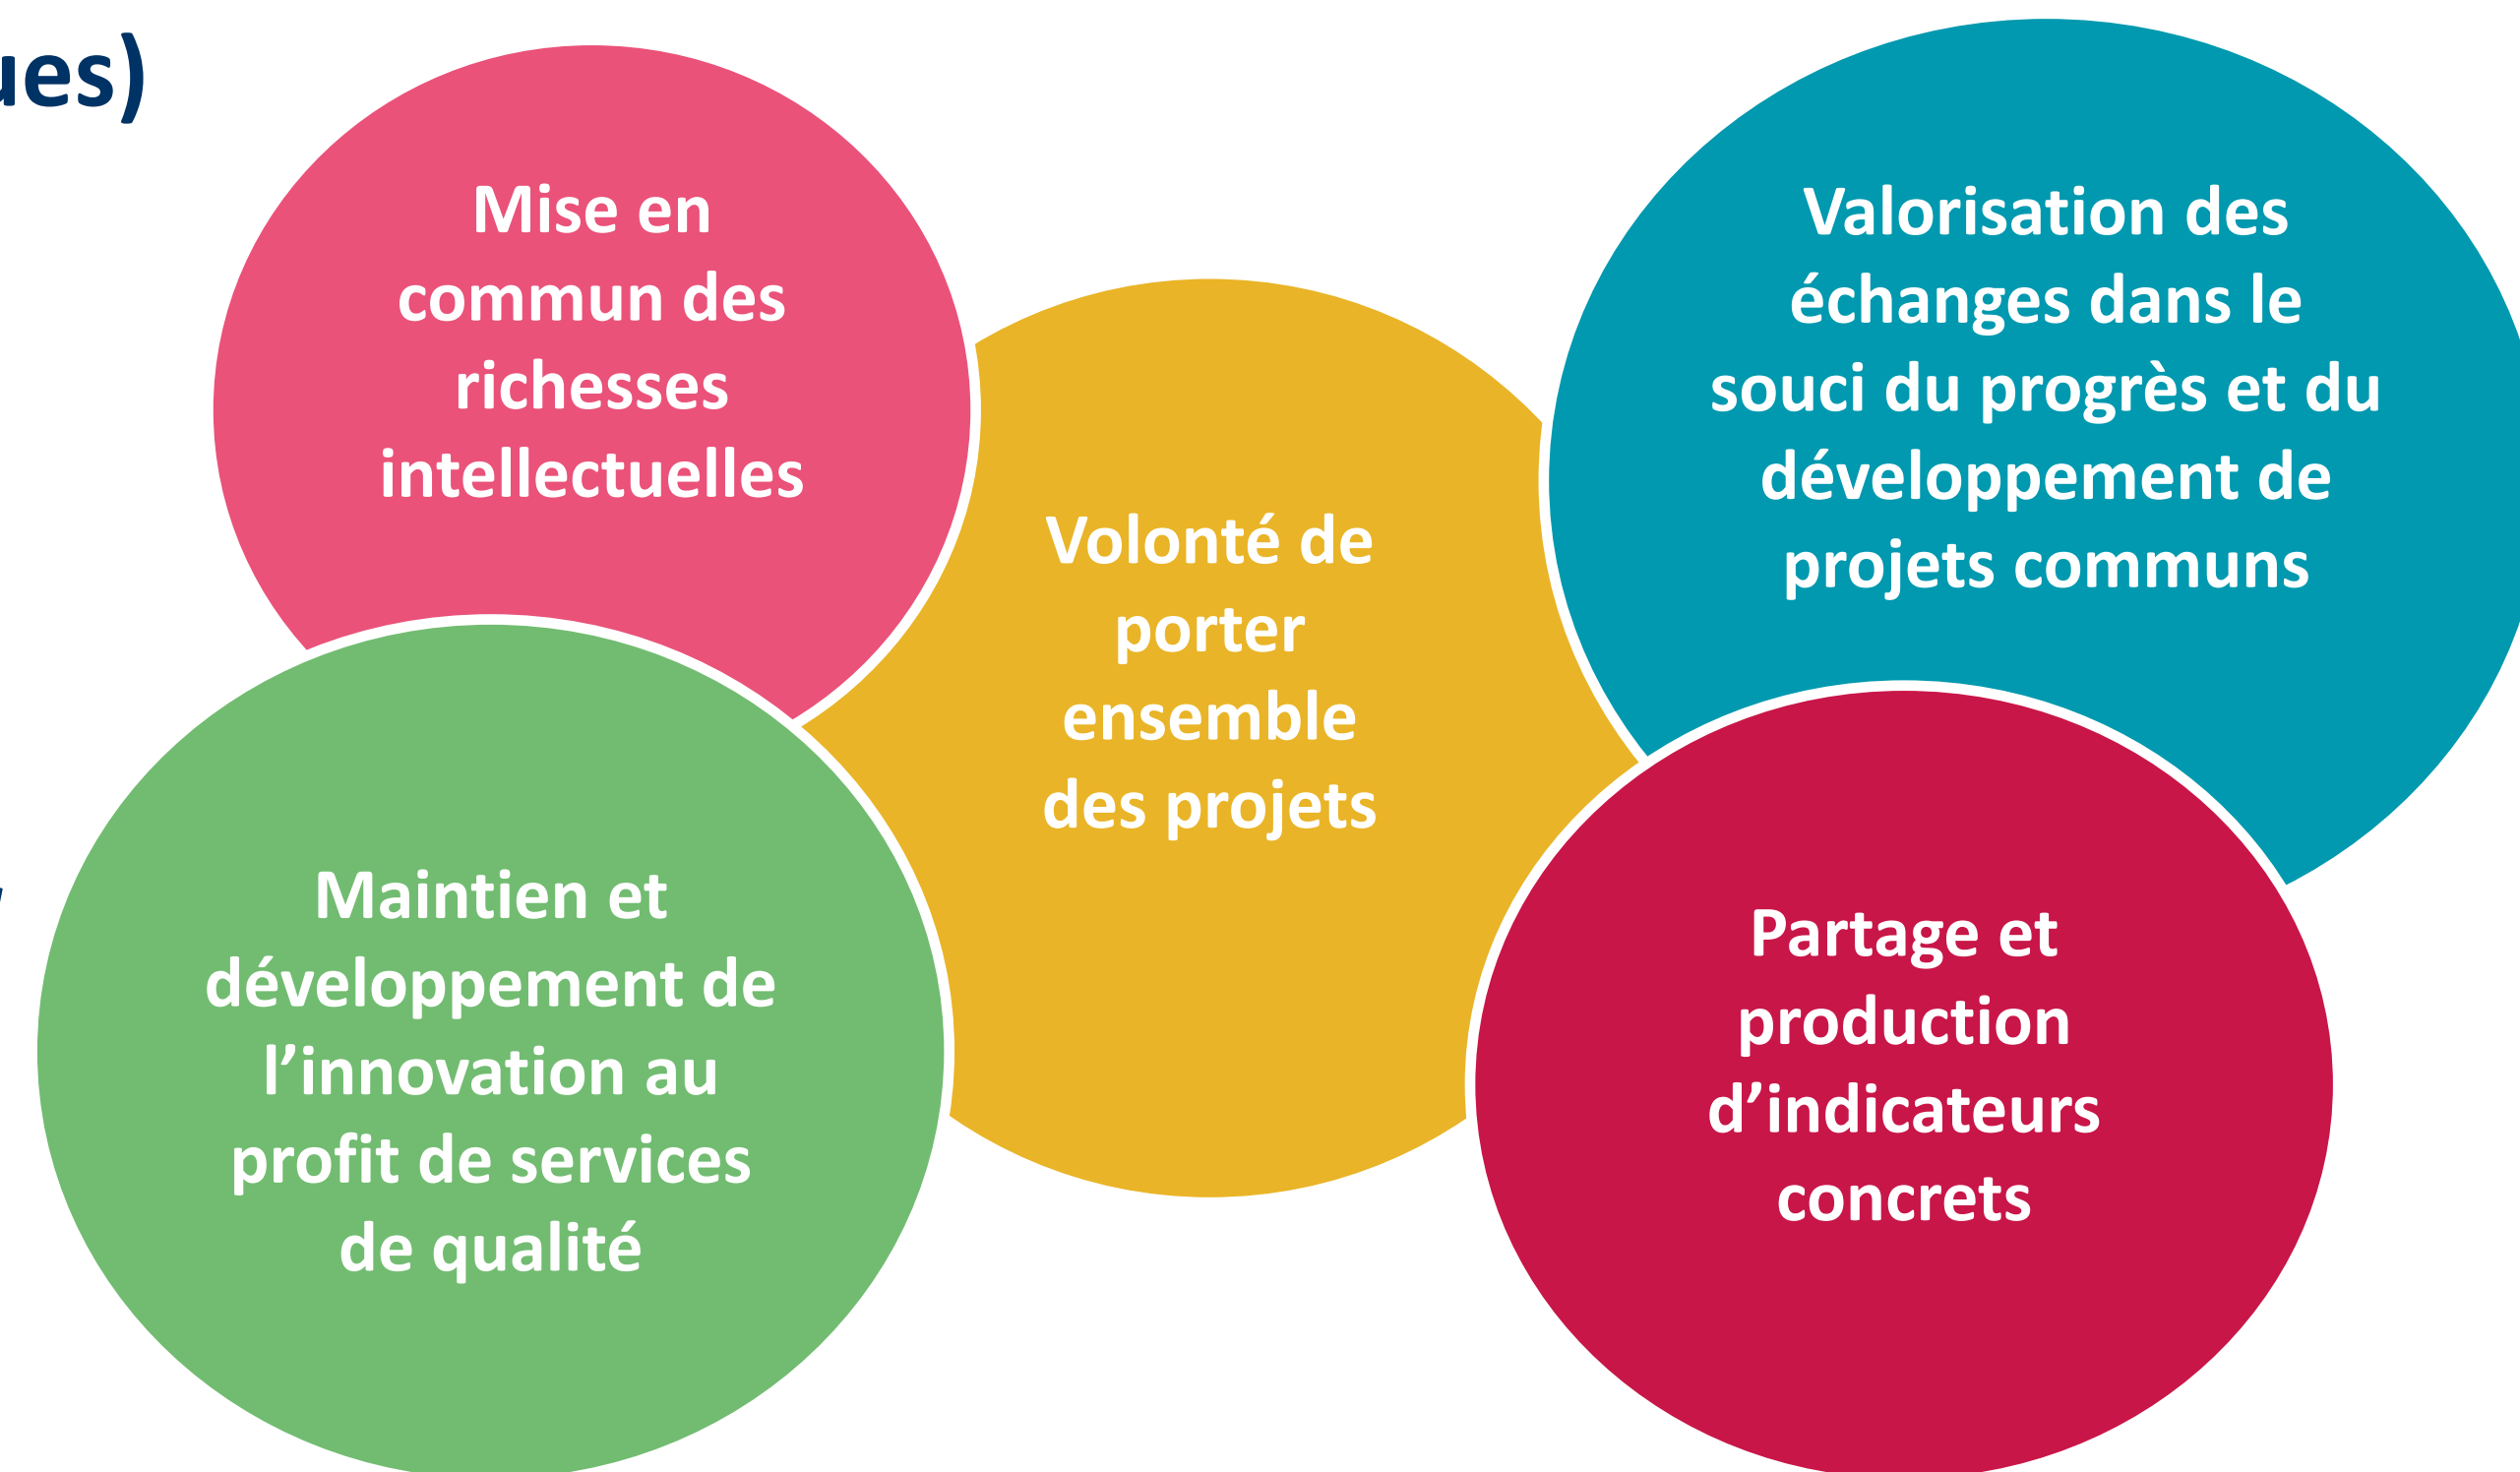 ues)
Mise en
commun des
richesses
intellectuelles
Valorisation des
échanges dans le
souci du progrès et du
développement de
projets communs
Volonté de
porter
ensemble
des projets
Maintien et
développement de
l’innovation au
profit de services
de qualité
Partage et
production
d’indicateurs
concrets